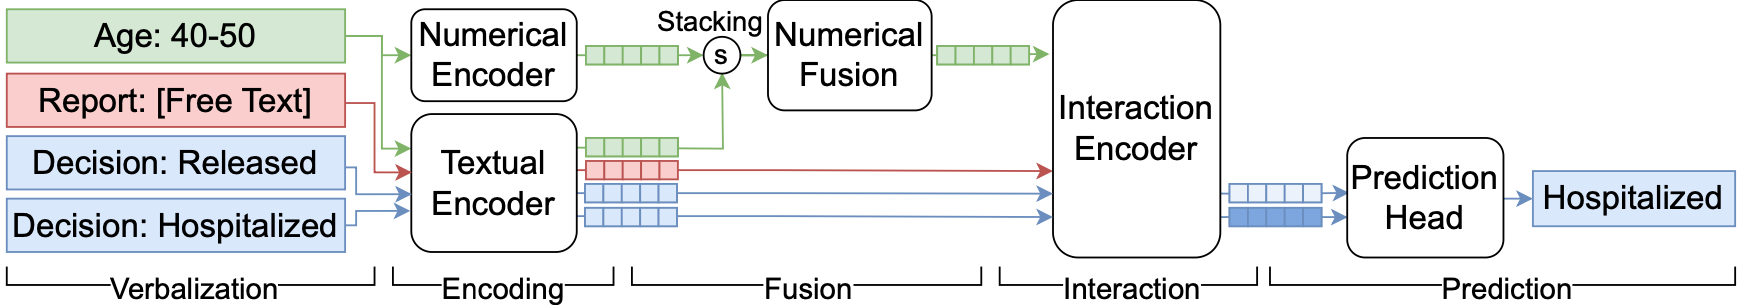 Age: 40-50
Report: [Free Text]
Decision: Released
Decision: Hospitalized
Numerical
Encoder
Textual
Encoder
Stacking
s
Numerical
Fusion
Interaction
Encoder
Prediction
Head
Hospitalized
Verbalization
Encoding
Fusion
Interaction
Prediction